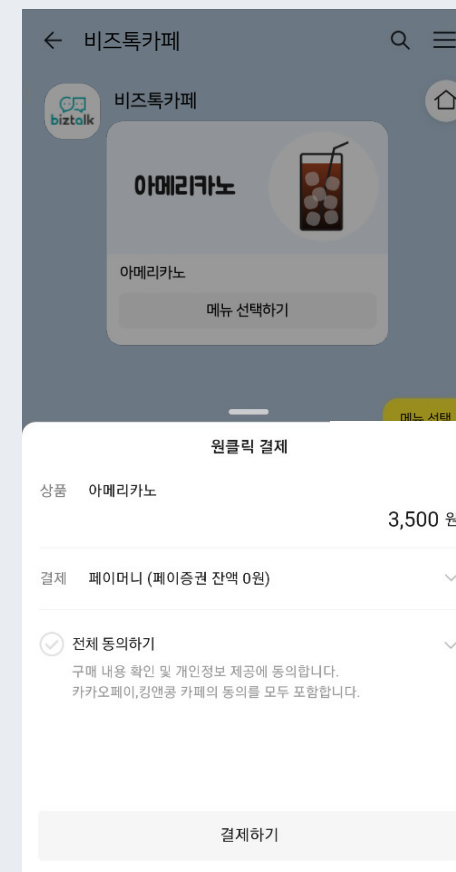 비즈톡카페
biztalk
비즈톡카페
아메리카노
아메리카노
메뉴 선택하기
메뉴 선택
원클릭 결제
상품 아메리카노
3,500 원
결제 페이머니 (페이증권 잔액 0원)
전체 동의하기
구매 내용 확인 및 개인정보 제공에 동의합니다.
카카오페이,킹앤콩 카페의 동의를 모두 포함합니다.
결제하기